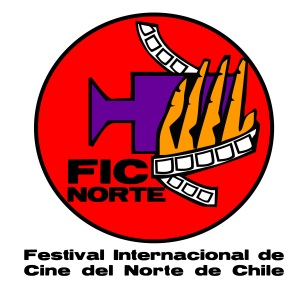 FIC
NORTE
Festival Internacional de
Cine del Norte de Chile